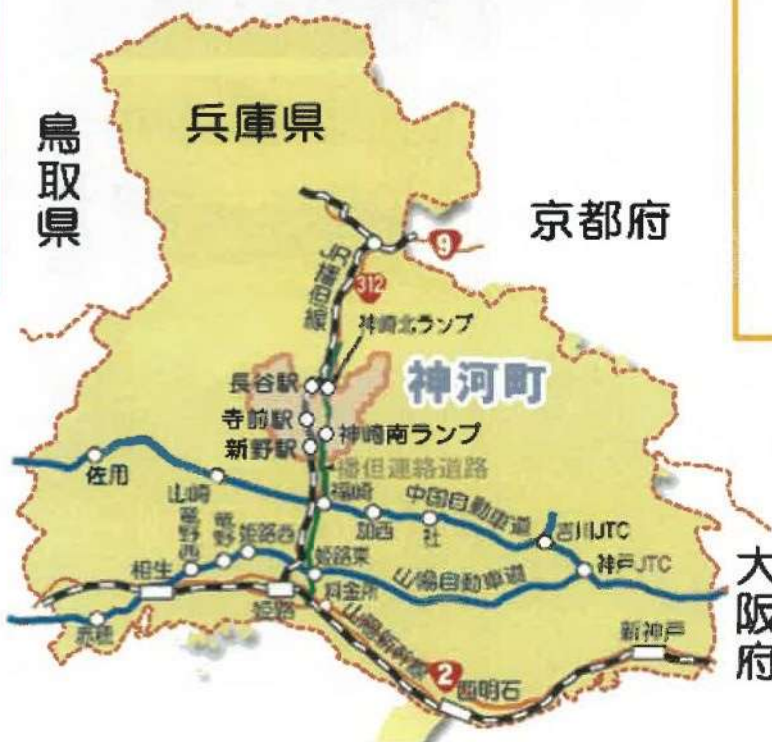 兵庫県
鳥取県
京都府
9
312
JR播但線
神崎北ランプ
長谷駅
神河町
寺前駅
神崎南ランプ
新野駅
播但連絡道路
佐用
山崎
福崎
加西
社
中国自動車道
吉川JTC
神戸JTC
竜野西
竜野
姫路西
姫路東
相生
山陽自動車道
料金所
姫路
赤穂
山陽新幹線
新神戸
2
西明石
大阪府